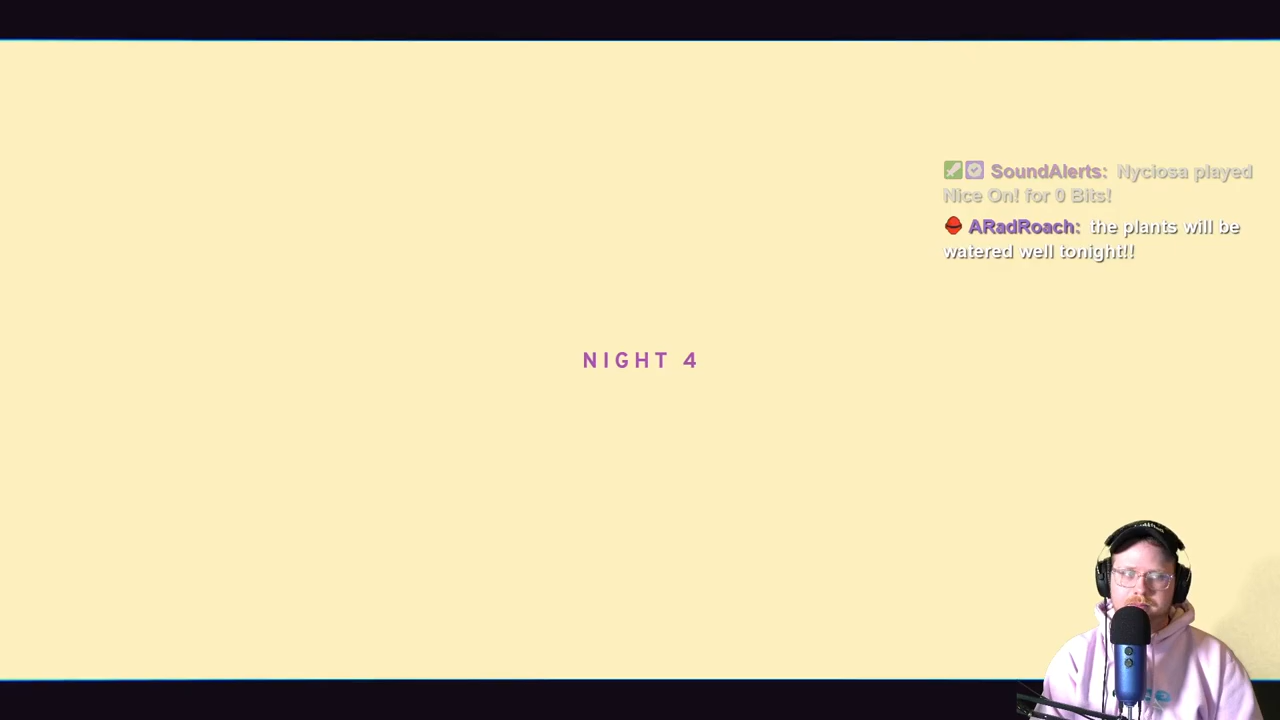 SoundAlerts: Nyciosa played
Nice On! for 0 Bits!
ARadRoach: the plants will be
watered well tonight!!
NIGHT 4